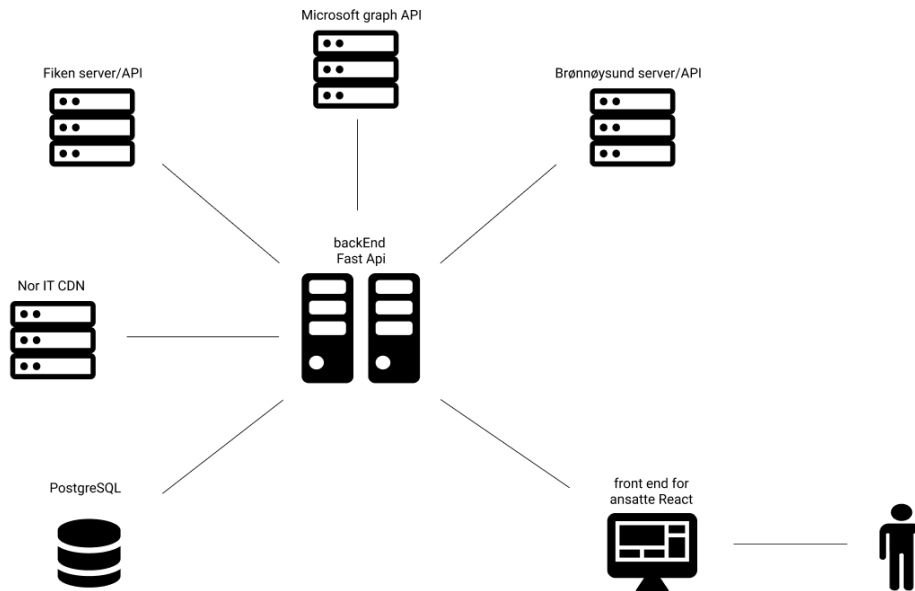 Microsoft graph API
Fiken server/API
Brønnøysund server/API
backEnd
Fast Api
Nor IT CDN
PostgreSQL
front end for
ansatte React